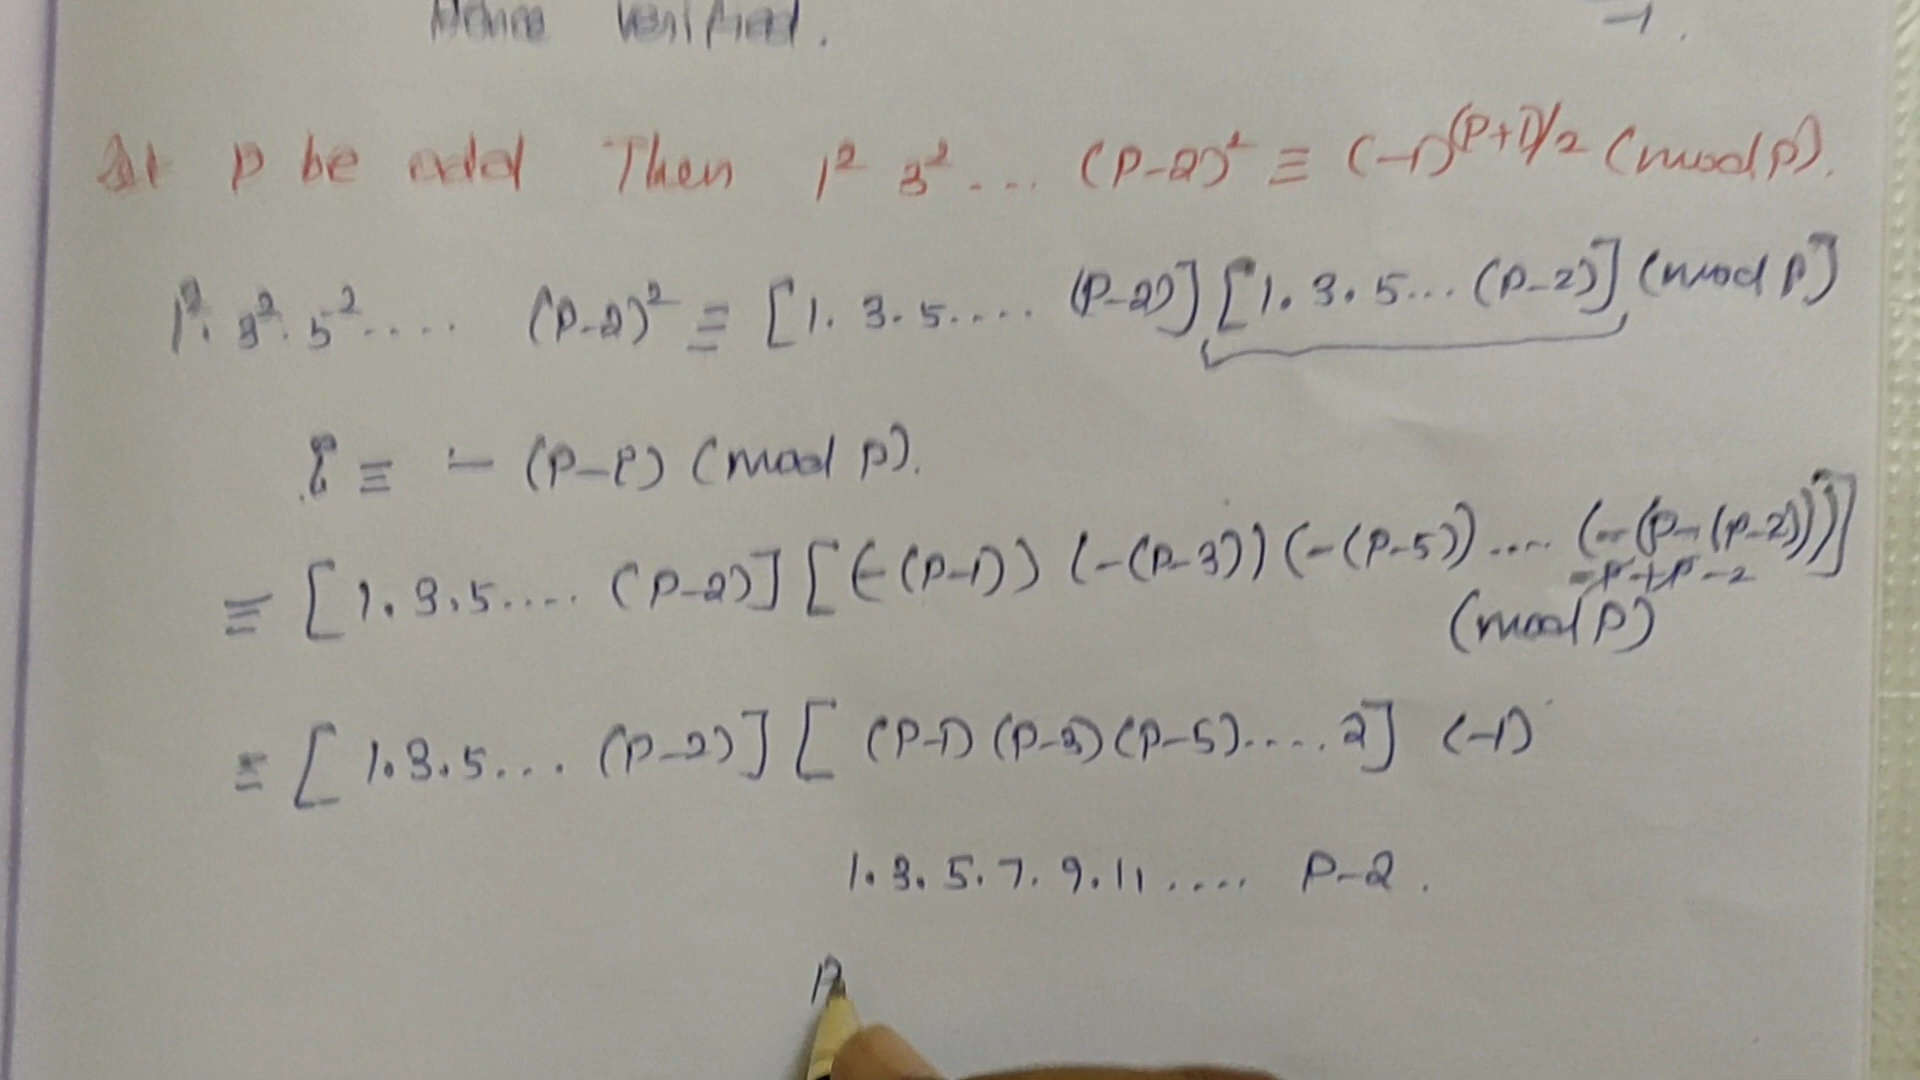 Hence Verified. -1.
Let p be odd Then 1² 3² ... (P-2)² ≡ (-1)^(P+1)/2 (mod p).
1². 3². 5² .... (P-2)² ≡ [1. 3. 5 .... (P-2)] [1. 3. 5 ... (P-2)] (mod p)
i ≡ - (P-i) (mod p).
≡ [1. 3. 5 .... (P-2)] [(-(P-1)) (-(P-3)) (-(P-5)) .... (-(P-(P-2)))]
-P+P-2
(mod p)
≡ [1. 3. 5 ... (P-2)] [(P-1) (P-3) (P-5) .... 2] (-1)
1. 3. 5. 7. 9. 11 .... P-2.
P